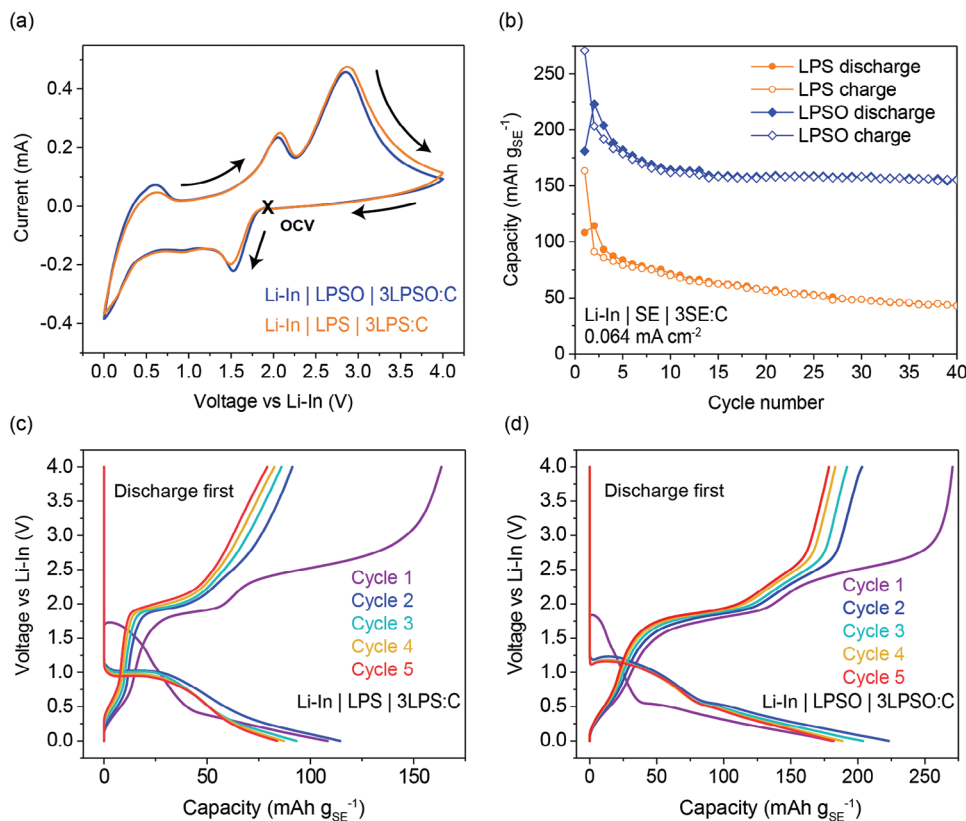 (a)
0.4
0.2
0.0
-0.2
-0.4
Current (mA)
X
OCV
Li-In | LPSO | 3LPSO:C
Li-In | LPS | 3LPS:C
0.0 0.5 1.0 1.5 2.0 2.5 3.0 3.5 4.0
Voltage vs Li-In (V)
(b)
250
200
150
100
50
0
Capacity (mAh g_SE⁻¹)
LPS discharge
LPS charge
LPSO discharge
LPSO charge
Li-In | SE | 3SE:C
0.064 mA cm⁻²
0 5 10 15 20 25 30 35 40
Cycle number
(c)
4.0
3.5
3.0
2.5
2.0
1.5
1.0
0.5
0.0
Voltage vs Li-In (V)
Discharge first
Cycle 1
Cycle 2
Cycle 3
Cycle 4
Cycle 5
Li-In | LPS | 3LPS:C
0 50 100 150
Capacity (mAh g_SE⁻¹)
(d)
4.0
3.5
3.0
2.5
2.0
1.5
1.0
0.5
0.0
Voltage vs Li-In (V)
Discharge first
Cycle 1
Cycle 2
Cycle 3
Cycle 4
Cycle 5
Li-In | LPSO | 3LPSO:C
0 50 100 150 200 250
Capacity (mAh g_SE⁻¹)